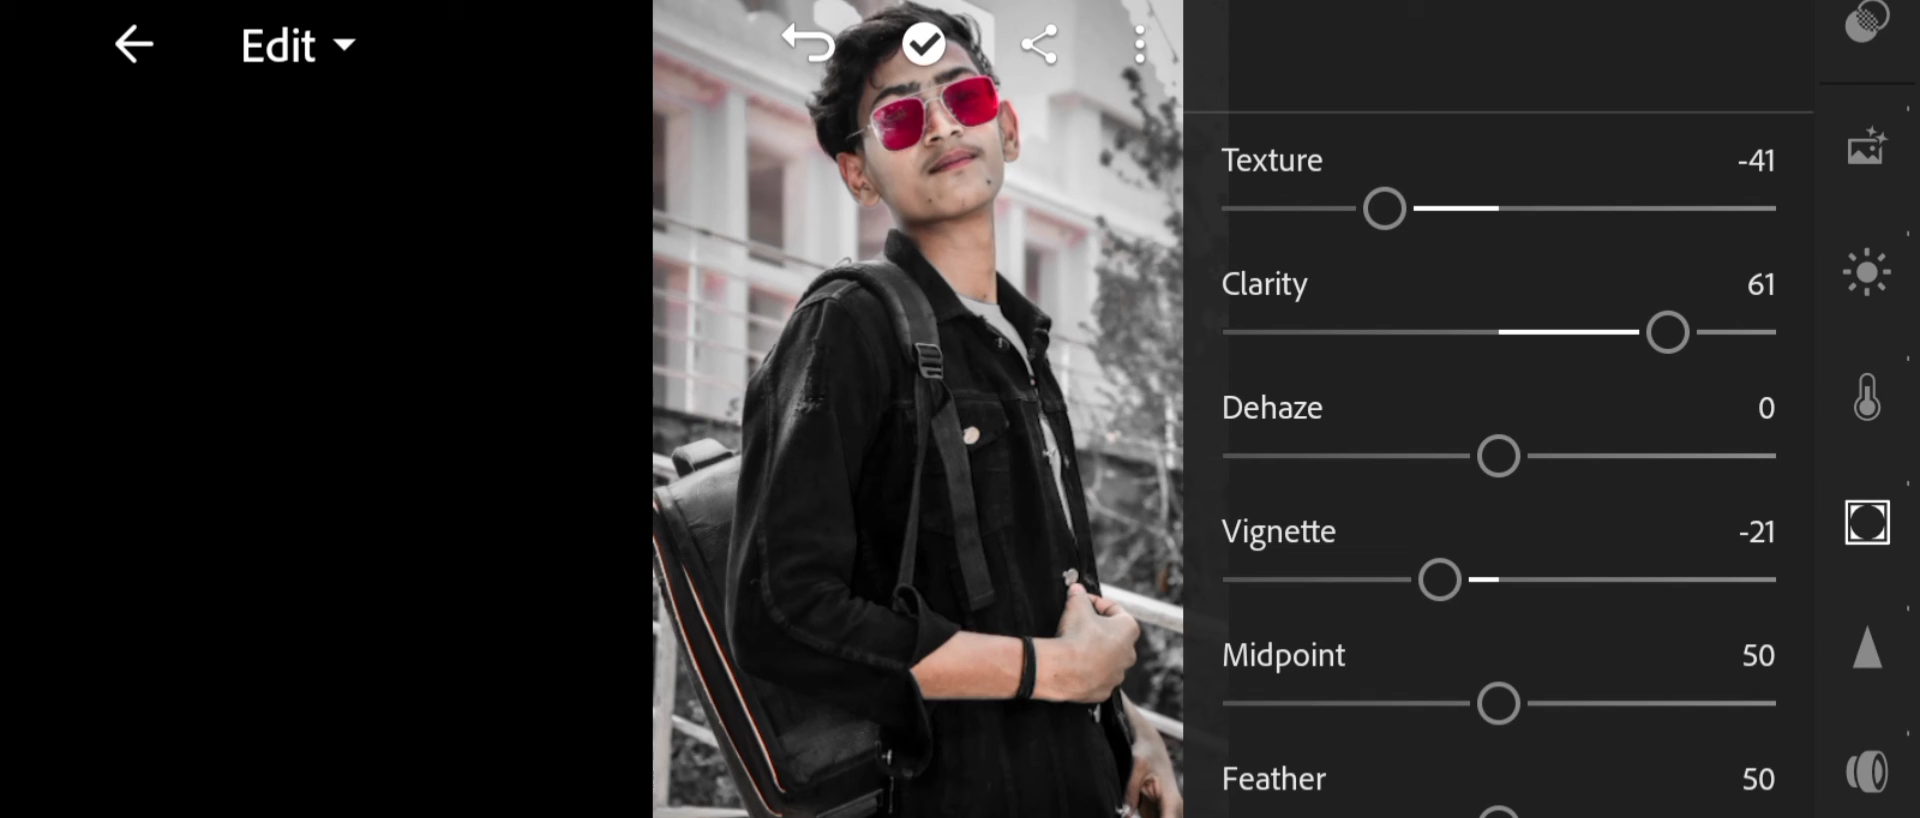 Edit
Texture -41
Clarity 61
Dehaze 0
Vignette -21
Midpoint 50
Feather 50